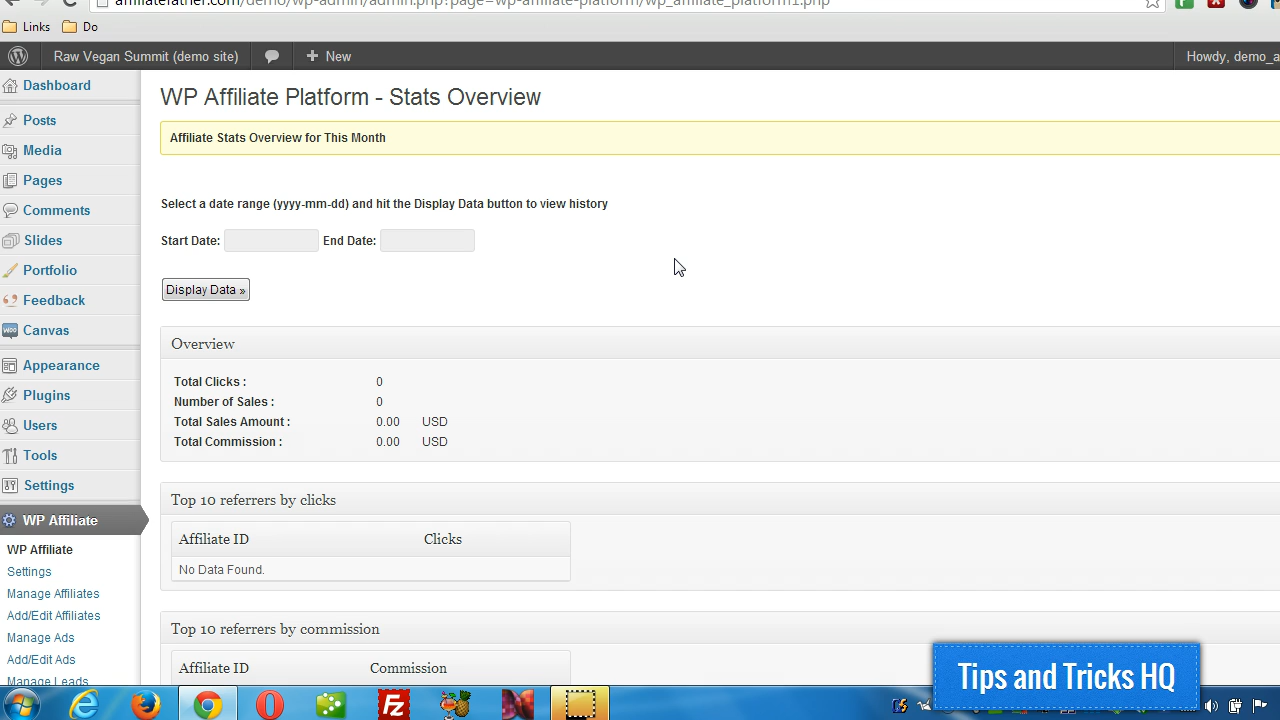 affiliatefather.com/demo/wp-admin/admin.php?page=wp-affiliate-platform/wp_affiliate_platform1.php
Links Do
Raw Vegan Summit (demo site) New Howdy, demo_a
Dashboard
Posts
Media
Pages
Comments
Slides
Portfolio
Feedback
Canvas
Appearance
Plugins
Users
Tools
Settings
WP Affiliate
WP Affiliate
Settings
Manage Affiliates
Add/Edit Affiliates
Manage Ads
Add/Edit Ads
Manage Leads
WP Affiliate Platform - Stats Overview
Affiliate Stats Overview for This Month
Select a date range (yyyy-mm-dd) and hit the Display Data button to view history
Start Date: End Date:
Display Data »
Overview
Total Clicks : 0
Number of Sales : 0
Total Sales Amount : 0.00 USD
Total Commission : 0.00 USD
Top 10 referrers by clicks
Affiliate ID Clicks
No Data Found.
Top 10 referrers by commission
Affiliate ID Commission
Tips and Tricks HQ